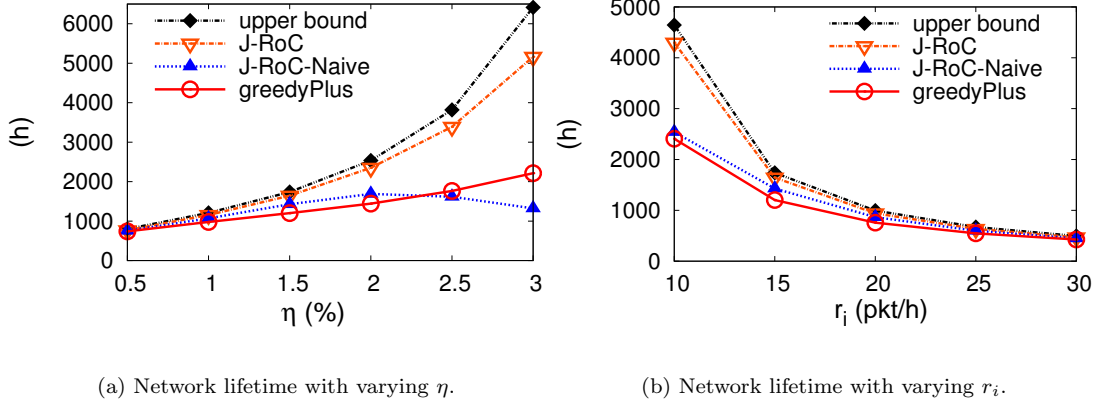 upper bound
J-RoC
J-RoC-Naive
greedyPlus
6000
5000
4000
3000
2000
1000
0
(h)
0.5 1 1.5 2 2.5 3
η (%)
(a) Network lifetime with varying η.
upper bound
J-RoC
J-RoC-Naive
greedyPlus
5000
4000
3000
2000
1000
0
(h)
10 15 20 25 30
r_i (pkt/h)
(b) Network lifetime with varying r_i.